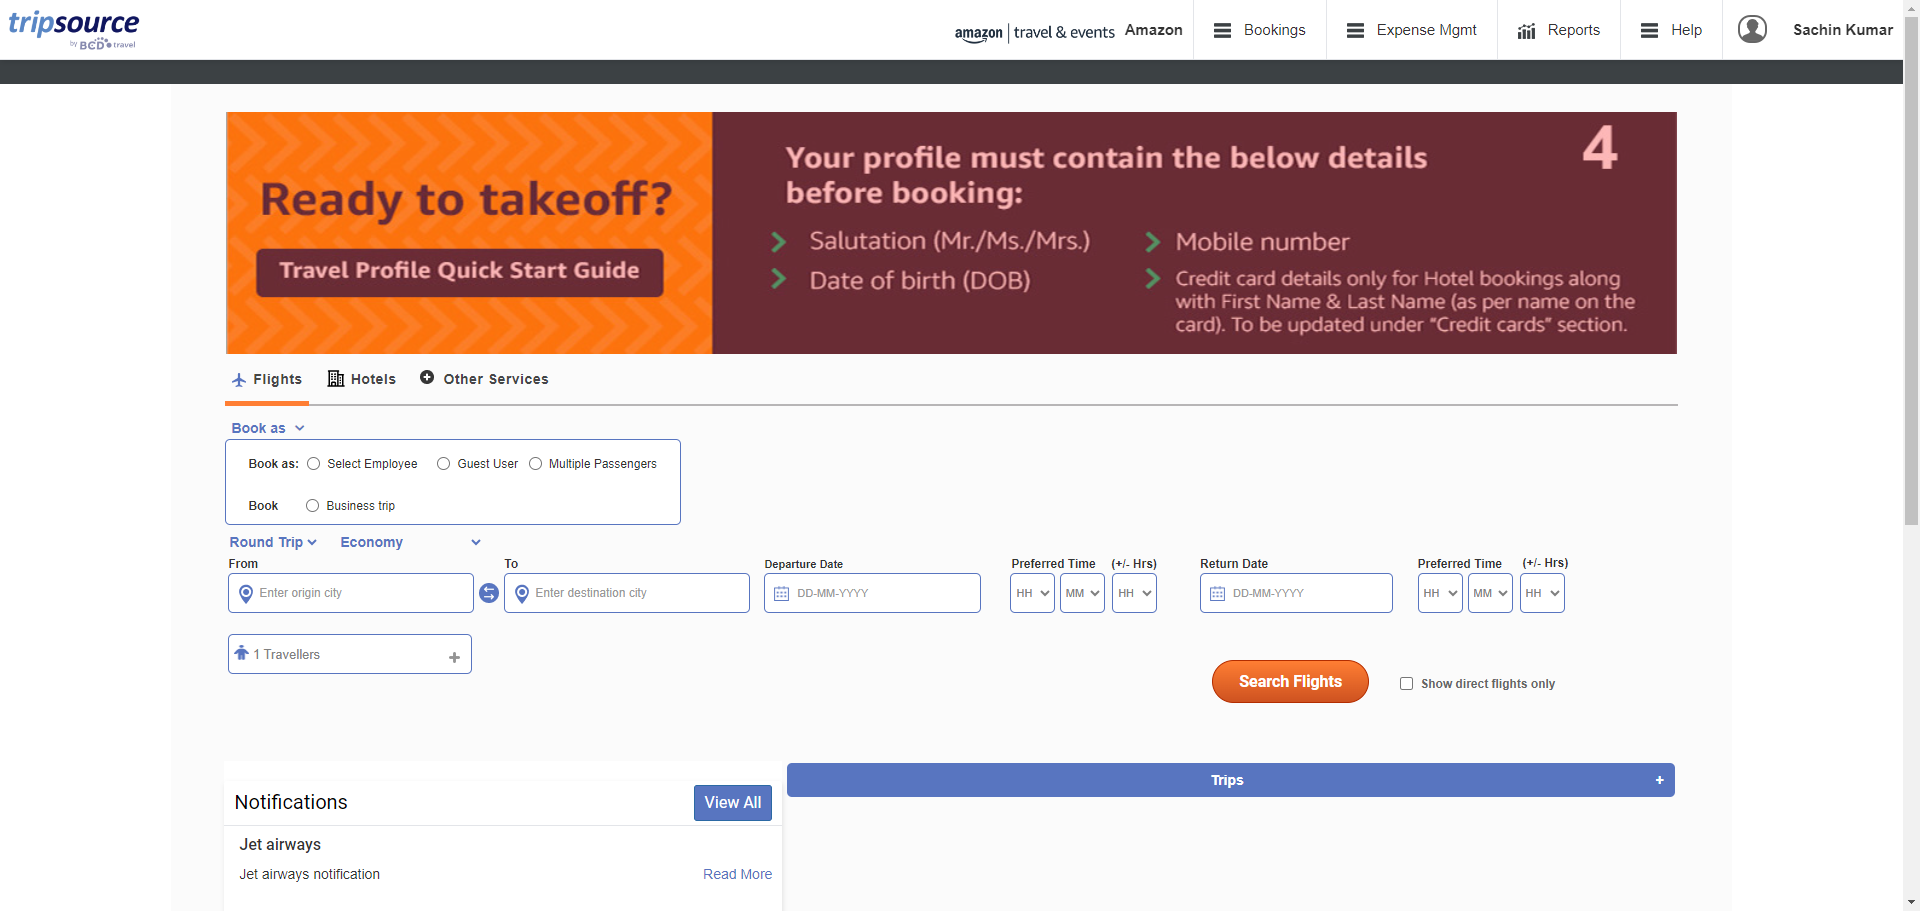 tripsource
by BCD travel
amazon | travel & events
Amazon
Bookings
Expense Mgmt
Reports
Help
Sachin Kumar
Ready to takeoff?
Travel Profile Quick Start Guide
4
Your profile must contain the below details
before booking:
Salutation (Mr./Ms./Mrs.)
Date of birth (DOB)
Mobile number
Credit card details only for Hotel bookings along
with First Name & Last Name (as per name on the
card). To be updated under "Credit cards" section.
Flights
Hotels
Other Services
Book as
Book as: Select Employee Guest User Multiple Passengers
Book Business trip
Round Trip Economy
From To Departure Date Preferred Time (+/- Hrs) Return Date Preferred Time (+/- Hrs)
Enter origin city Enter destination city DD-MM-YYYY HH MM HH DD-MM-YYYY HH MM HH
1 Travellers +
Search Flights
Show direct flights only
Trips +
Notifications
View All
Jet airways
Jet airways notification
Read More